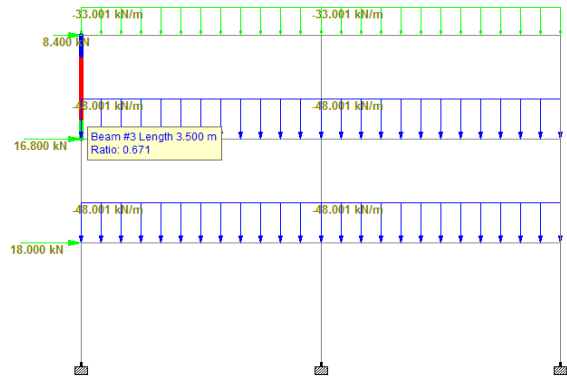 -33.001 kN/m -33.001 kN/m
8.400 kN
-48.001 kN/m -48.001 kN/m
Beam #3 Length 3.500 m
16.800 kN
Ratio: 0.671
-48.001 kN/m -48.001 kN/m
18.000 kN